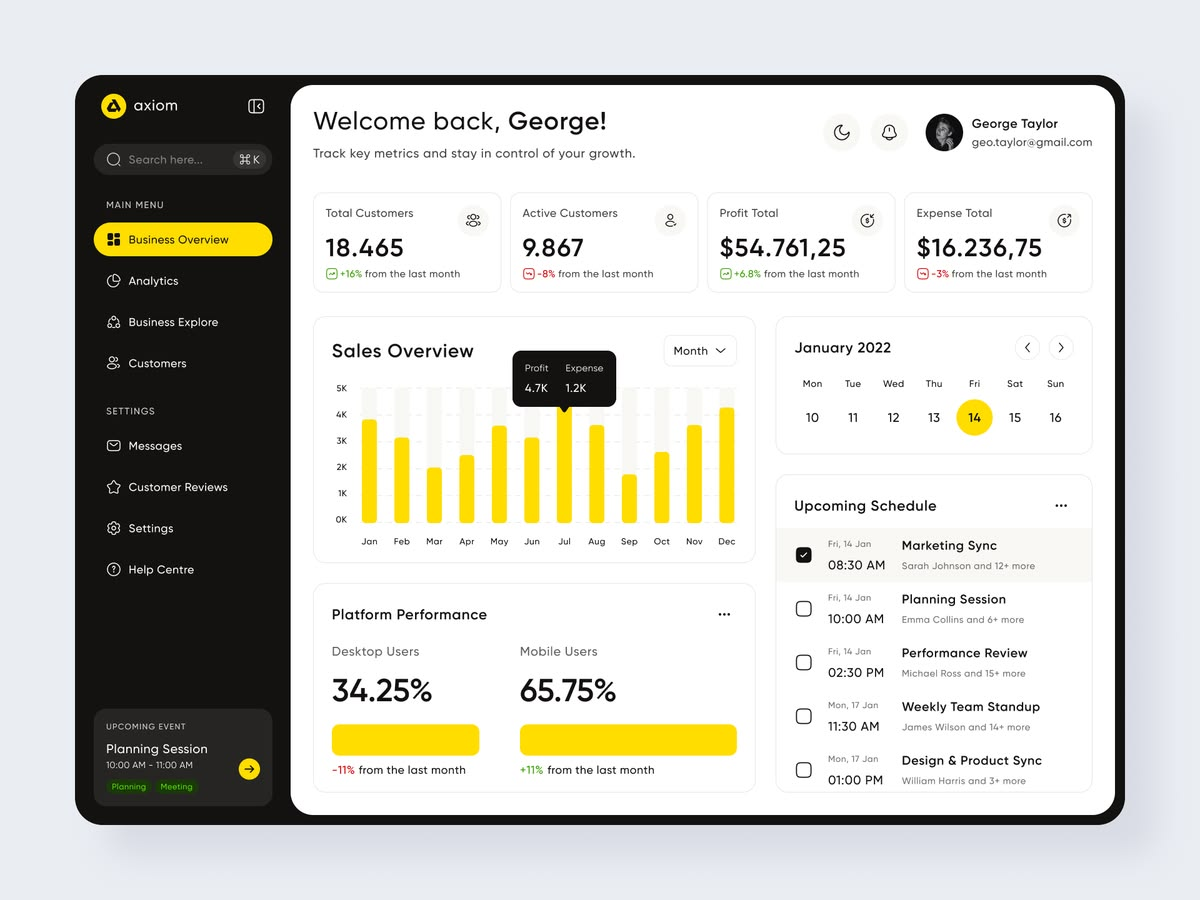 axiom
Search here...
⌘ K
MAIN MENU
Business Overview
Analytics
Business Explore
Customers
SETTINGS
Messages
Customer Reviews
Settings
Help Centre
UPCOMING EVENT
Planning Session
10:00 AM - 11:00 AM
Planning Meeting
Welcome back, George!
Track key metrics and stay in control of your growth.
George Taylor
geo.taylor@gmail.com
Total Customers
18.465
+16% from the last month
Active Customers
9.867
-8% from the last month
Profit Total
$54.761,25
+6.8% from the last month
Expense Total
$16.236,75
-3% from the last month
Sales Overview
Month
Profit Expense
4.7K 1.2K
5K
4K
3K
2K
1K
0K
Jan Feb Mar Apr May Jun Jul Aug Sep Oct Nov Dec
Platform Performance
Desktop Users
34.25%
-11% from the last month
Mobile Users
65.75%
+11% from the last month
January 2022
Mon Tue Wed Thu Fri Sat Sun
10 11 12 13 14 15 16
Upcoming Schedule
Fri, 14 Jan
08:30 AM
Marketing Sync
Sarah Johnson and 12+ more
Fri, 14 Jan
10:00 AM
Planning Session
Emma Collins and 6+ more
Fri, 14 Jan
02:30 PM
Performance Review
Michael Ross and 15+ more
Mon, 17 Jan
11:30 AM
Weekly Team Standup
James Wilson and 14+ more
Mon, 17 Jan
01:00 PM
Design & Product Sync
William Harris and 3+ more